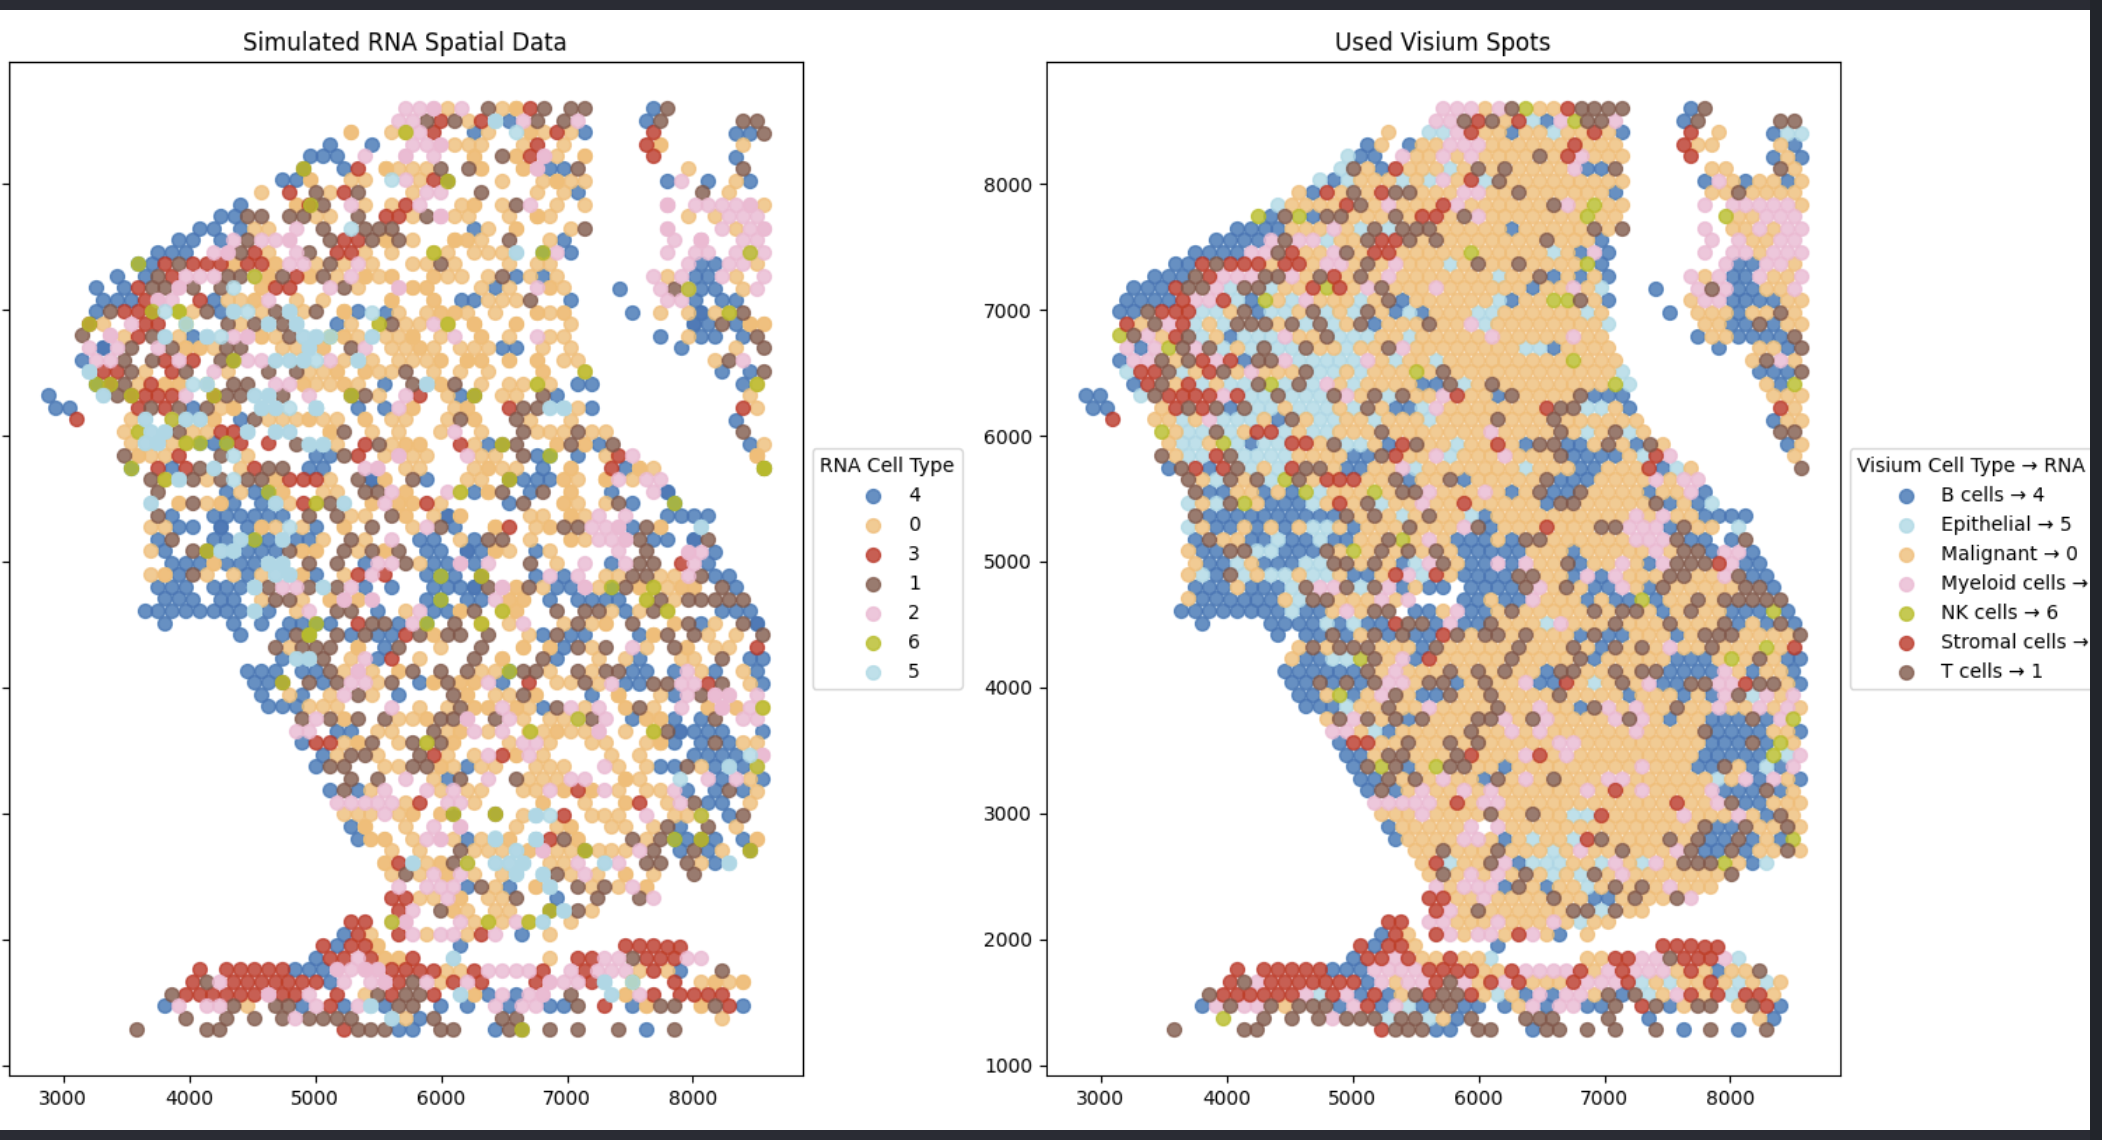 Simulated RNA Spatial Data
3000 4000 5000 6000 7000 8000
RNA Cell Type
4
0
3
1
2
6
5
Used Visium Spots
8000
7000
6000
5000
4000
3000
2000
1000
3000 4000 5000 6000 7000 8000
Visium Cell Type → RNA
B cells → 4
Epithelial → 5
Malignant → 0
Myeloid cells →
NK cells → 6
Stromal cells →
T cells → 1